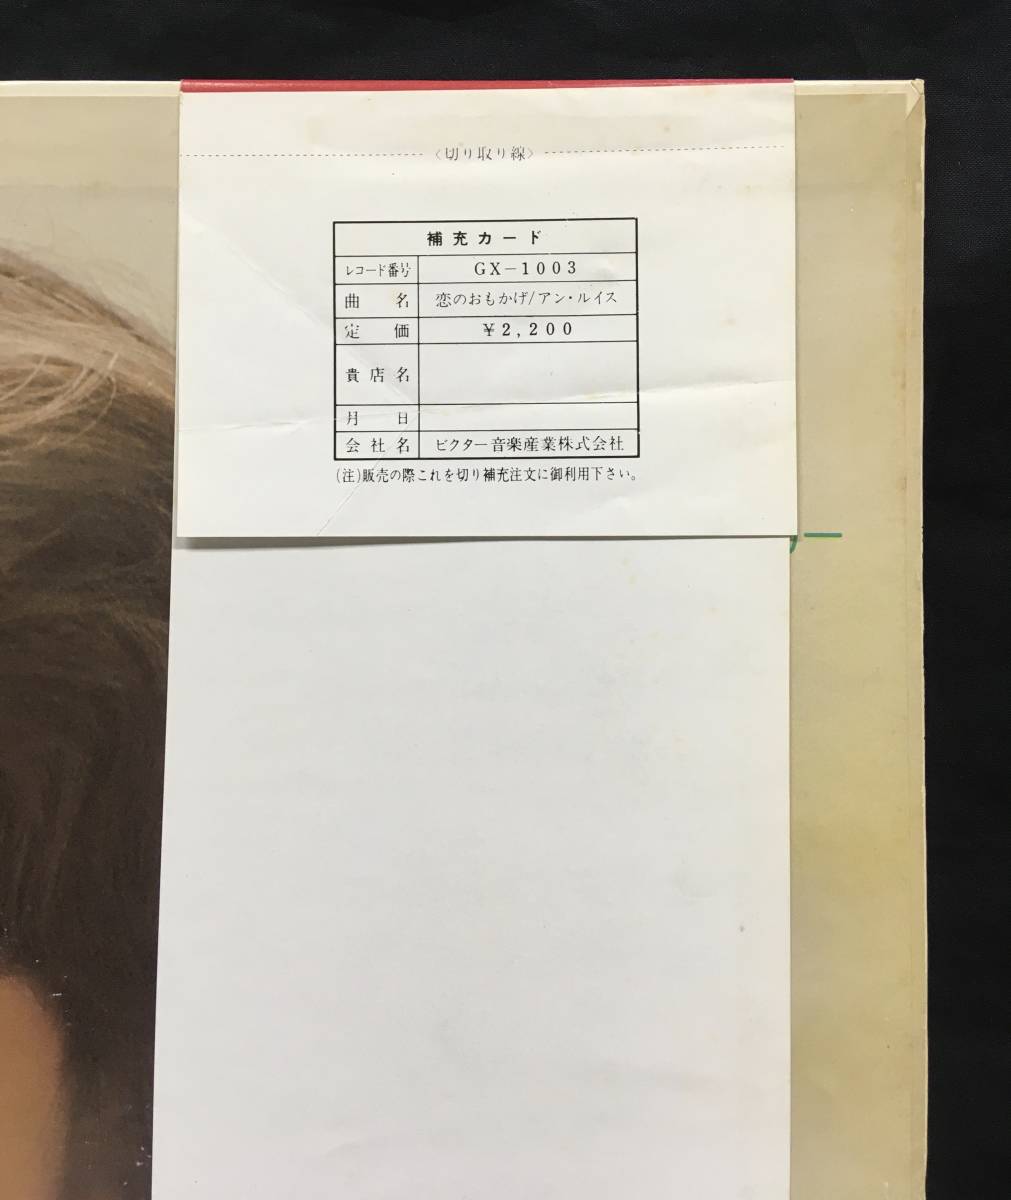 〈切り取り線〉
補充カード
レコード番号 GX-1003
曲名 恋のおもかげ/アン・ルイス
定価 ¥2,200
貴店名
月日
会社名 ビクター音楽産業株式会社
(注)販売の際これを切り補充注文に御利用下さい。